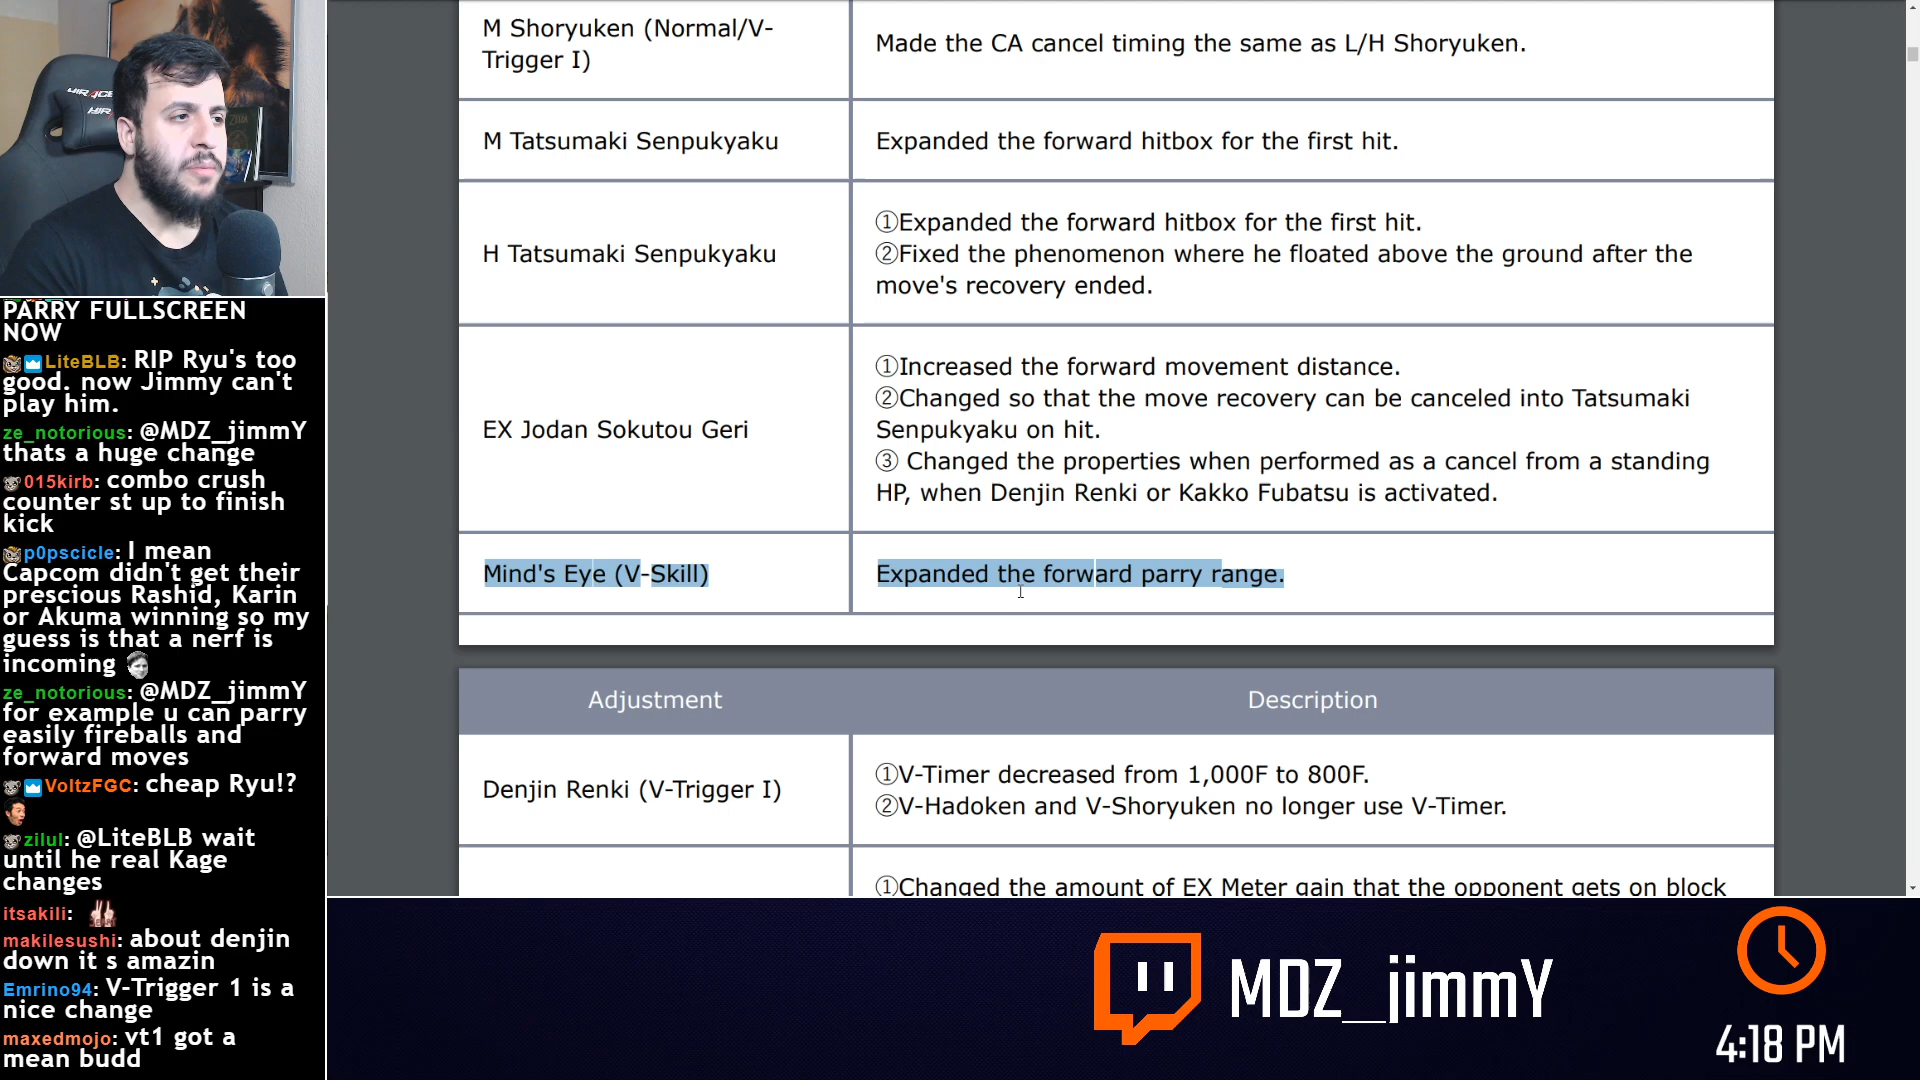 M Shoryuken (Normal/V-
Trigger I)
Made the CA cancel timing the same as L/H Shoryuken.
M Tatsumaki Senpukyaku
Expanded the forward hitbox for the first hit.
H Tatsumaki Senpukyaku
①Expanded the forward hitbox for the first hit.
②Fixed the phenomenon where he floated above the ground after the
move's recovery ended.
EX Jodan Sokutou Geri
①Increased the forward movement distance.
②Changed so that the move recovery can be canceled into Tatsumaki
Senpukyaku on hit.
③ Changed the properties when performed as a cancel from a standing
HP, when Denjin Renki or Kakko Fubatsu is activated.
Mind's Eye (V-Skill)
Expanded the forward parry range.
Adjustment
Description
Denjin Renki (V-Trigger I)
①V-Timer decreased from 1,000F to 800F.
②V-Hadoken and V-Shoryuken no longer use V-Timer.
①Changed the amount of EX Meter gain that the opponent gets on block
PARRY FULLSCREEN
NOW
LiteBLB: RIP Ryu's too
good. now Jimmy can't
play him.
ze_notorious: @MDZ_jimmY
thats a huge change
015kirb: combo crush
counter st up to finish
kick
p0pscicle: I mean
Capcom didn't get their
prescious Rashid, Karin
or Akuma winning so my
guess is that a nerf is
incoming
ze_notorious: @MDZ_jimmY
for example u can parry
easily fireballs and
forward moves
VoltzFGC: cheap Ryu!?
zilul: @LiteBLB wait
until he real Kage
changes
itsakili:
makilesushi: about denjin
down it s amazin
Emrino94: V-Trigger 1 is a
nice change
maxedmojo: vt1 got a
mean budd
MDZ_jimmY
4:18 PM